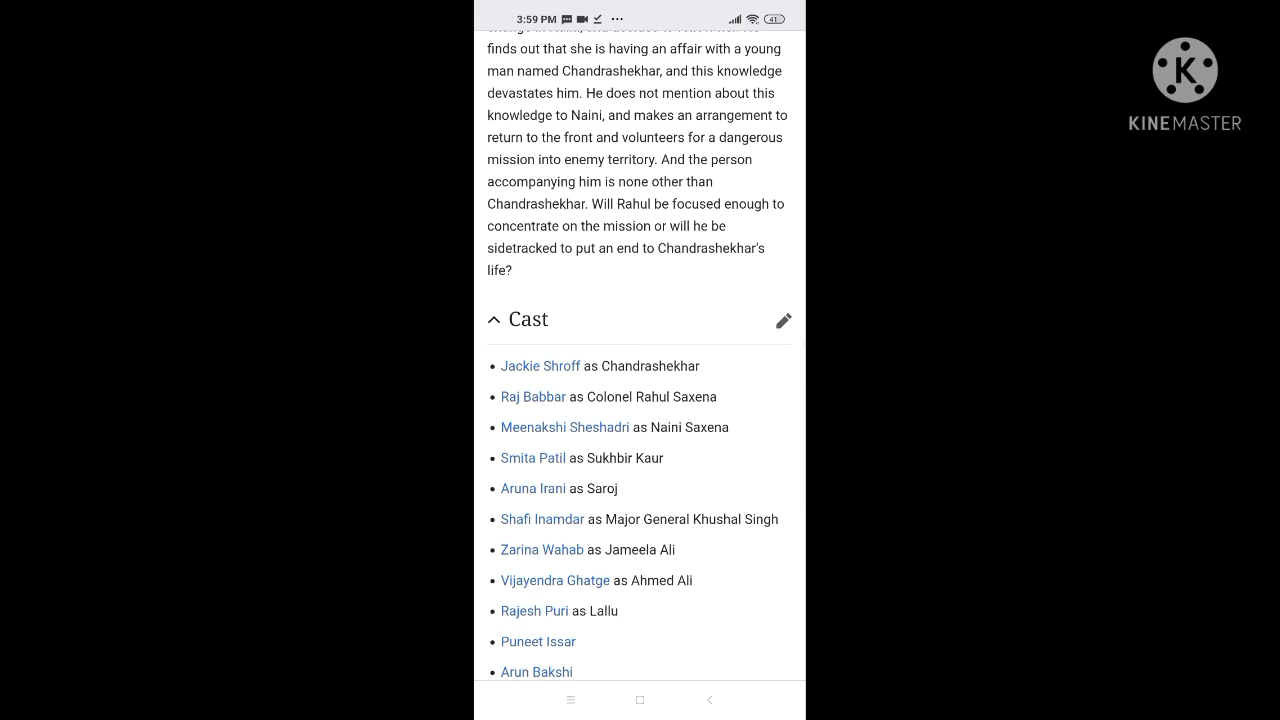 3:59 PM
41
finds out that she is having an affair with a young
man named Chandrashekhar, and this knowledge
devastates him. He does not mention about this
knowledge to Naini, and makes an arrangement to
return to the front and volunteers for a dangerous
mission into enemy territory. And the person
accompanying him is none other than
Chandrashekhar. Will Rahul be focused enough to
concentrate on the mission or will he be
sidetracked to put an end to Chandrashekhar's
life?
Cast
• Jackie Shroff as Chandrashekhar
• Raj Babbar as Colonel Rahul Saxena
• Meenakshi Sheshadri as Naini Saxena
• Smita Patil as Sukhbir Kaur
• Aruna Irani as Saroj
• Shafi Inamdar as Major General Khushal Singh
• Zarina Wahab as Jameela Ali
• Vijayendra Ghatge as Ahmed Ali
• Rajesh Puri as Lallu
• Puneet Issar
• Arun Bakshi
K
KINEMASTER